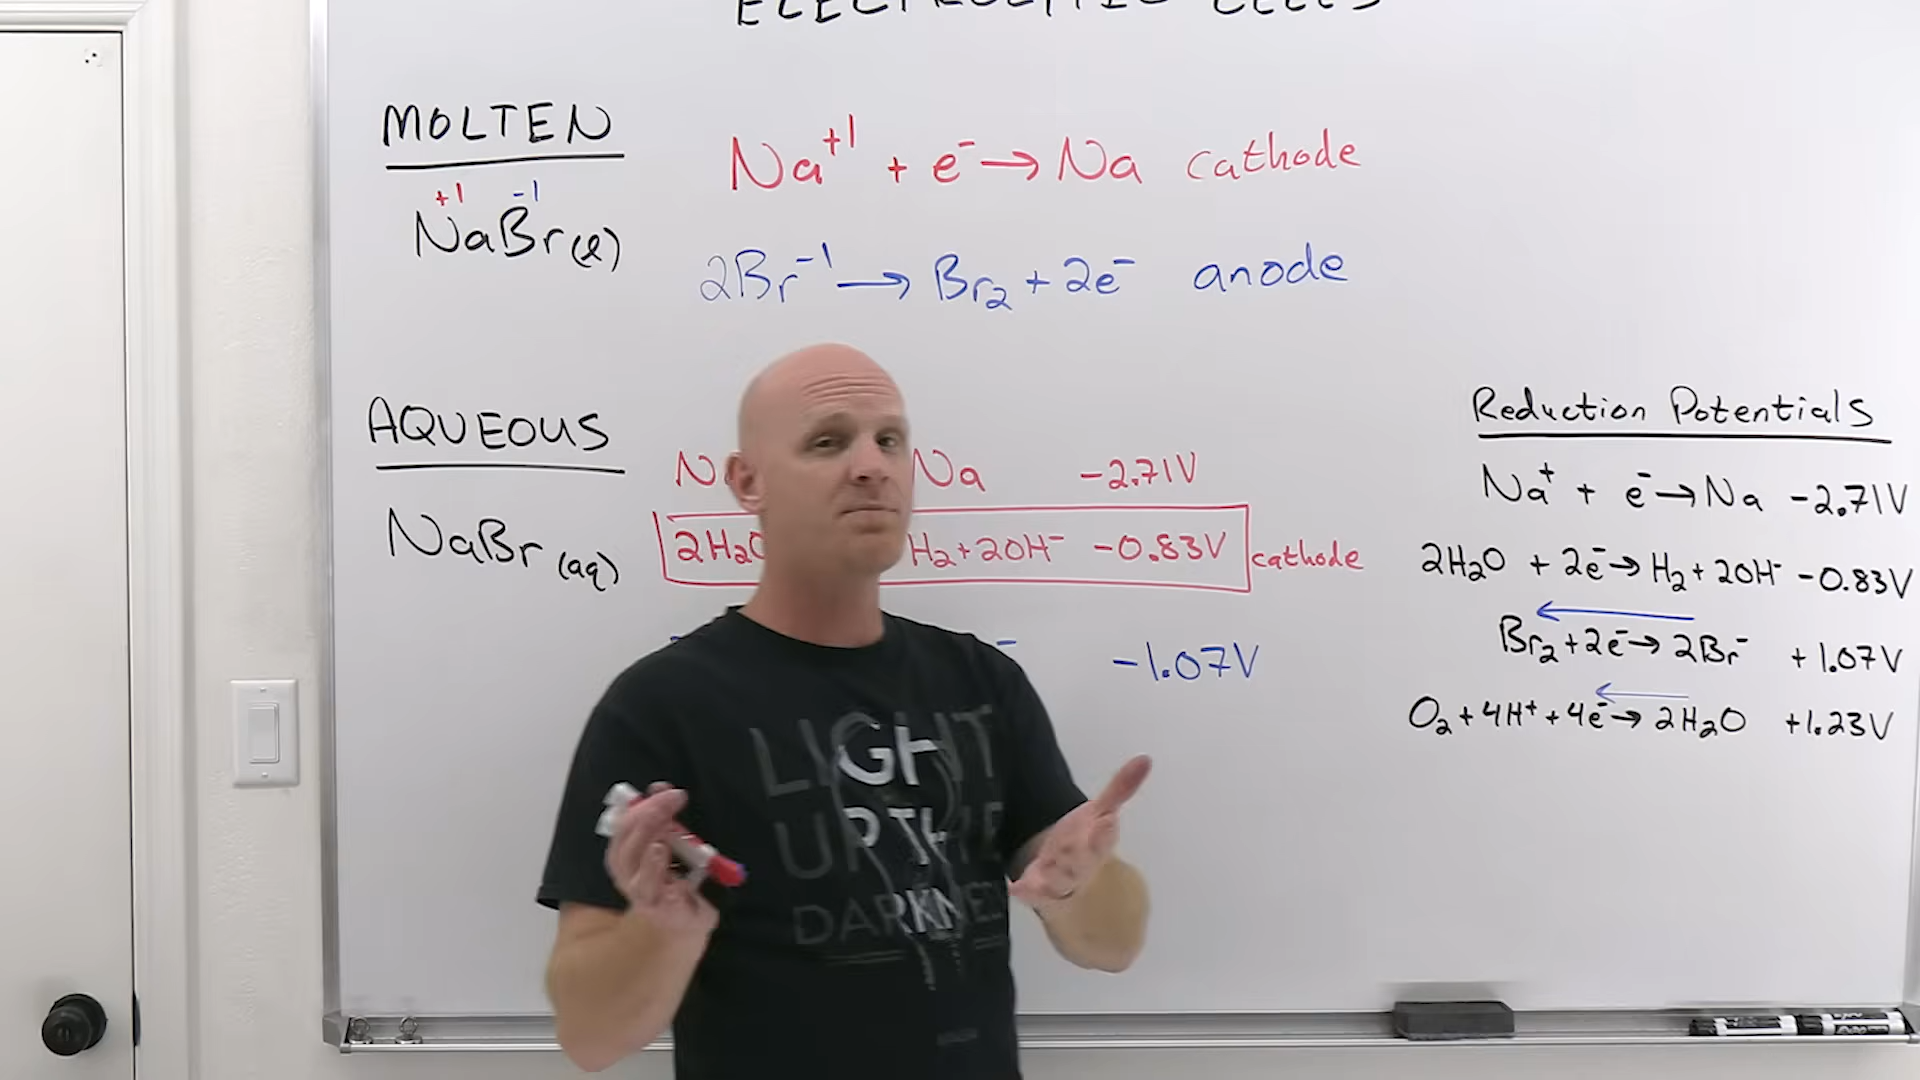 ELECTROLYTIC CELLS
MOLTEN
+1 -1
NaBr(l)
Na+1 + e- → Na cathode
2Br-1 → Br2 + 2e- anode
AQUEOUS
NaBr (aq)
Na -2.71V
2H2O H2 + 2OH- -0.83V cathode
-1.07V
Reduction Potentials
Na+ + e- → Na -2.71V
2H2O + 2e- → H2 + 2OH- -0.83V
Br2 + 2e- → 2Br- +1.07V
O2 + 4H+ + 4e- → 2H2O +1.23V
LIGHT
UP THE